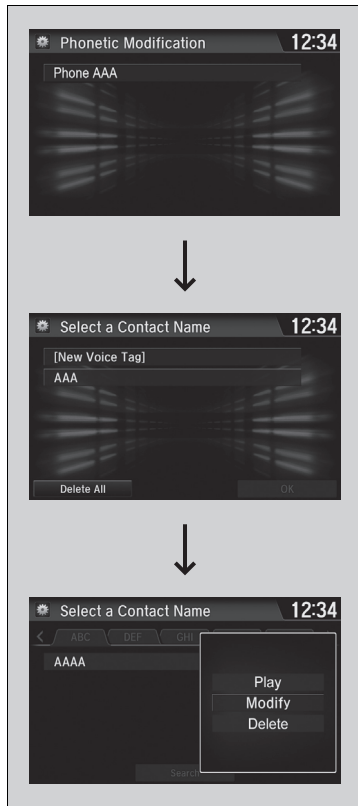 Phonetic Modification 12:34
Phone AAA
Select a Contact Name 12:34
[New Voice Tag]
AAA
Delete All OK
Select a Contact Name 12:34
ABC DEF GHI
AAAA
Play
Modify
Delete
Search